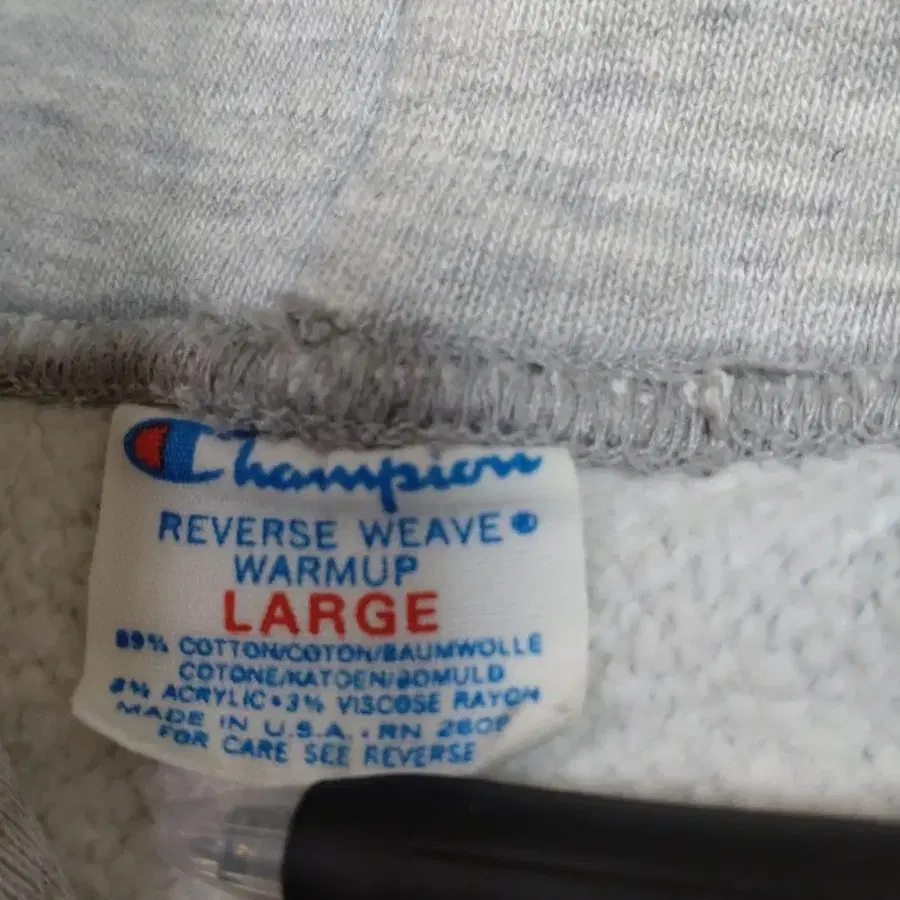 Champion
REVERSE WEAVE®
WARMUP
LARGE
89% COTTON/COTON/BAUMWOLLE
COTONE/KATOEN/BOMULD
8% ACRYLIC•3% VISCOSE RAYON
MADE IN U.S.A. • RN 26094
FOR CARE SEE REVERSE